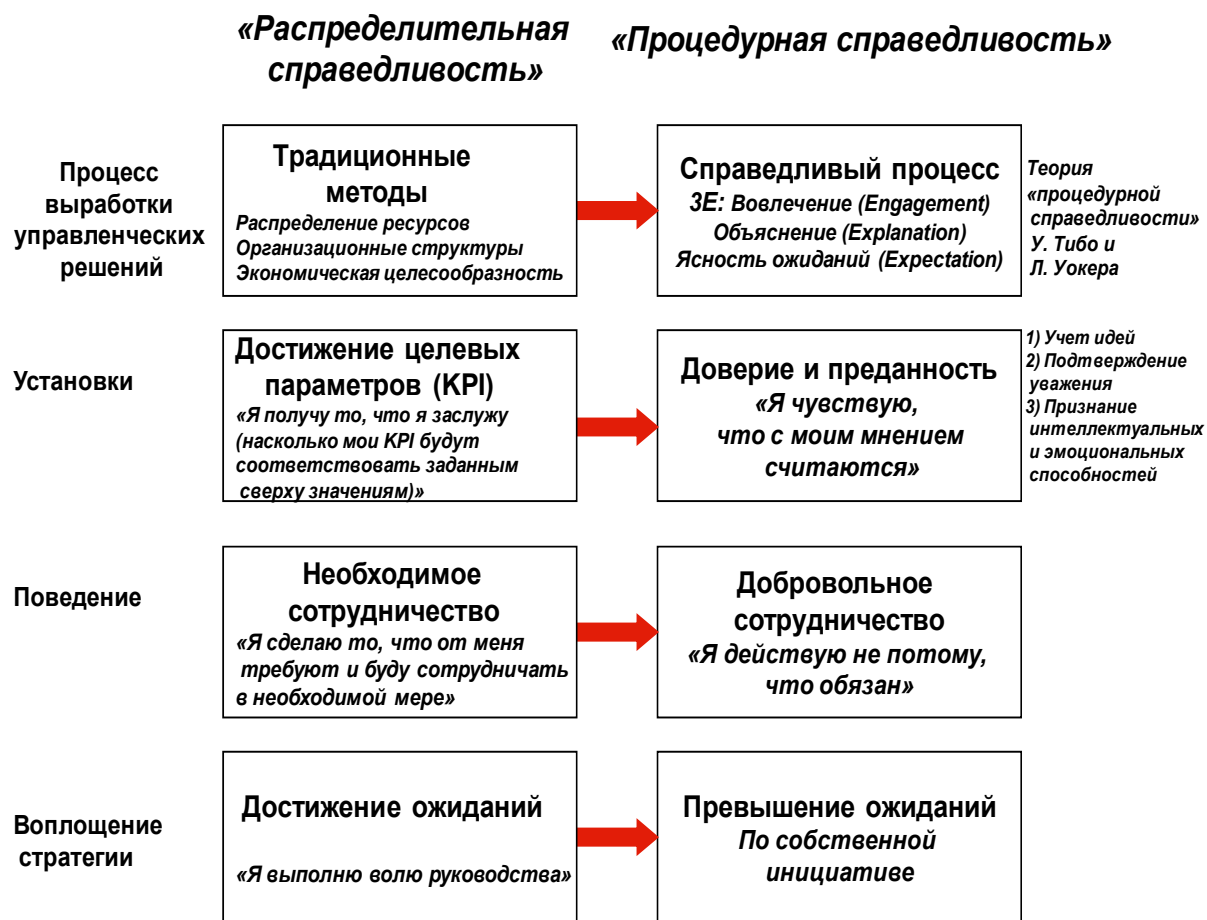 «Распределительная
справедливость»
«Процедурная справедливость»
Процесс
выработки
управленческих
решений
Традиционные
методы
Распределение ресурсов
Организационные структуры
Экономическая целесообразность
Справедливый процесс
3E: Вовлечение (Engagement)
Объяснение (Explanation)
Ясность ожиданий (Expectation)
Теория
«процедурной
справедливости»
У. Тибо и
Л. Уокера
Установки
Достижение целевых
параметров (KPI)
«Я получу то, что я заслужу
(насколько мои KPI будут
соответствовать заданным
сверху значениям)»
Доверие и преданность
«Я чувствую,
что с моим мнением
считаются»
1) Учет идей
2) Подтверждение
уважения
3) Признание
интеллектуальных
и эмоциональных
способностей
Поведение
Необходимое
сотрудничество
«Я сделаю то, что от меня
требуют и буду сотрудничать
в необходимой мере»
Добровольное
сотрудничество
«Я действую не потому,
что обязан»
Воплощение
стратегии
Достижение ожиданий
«Я выполню волю руководства»
Превышение ожиданий
По собственной
инициативе